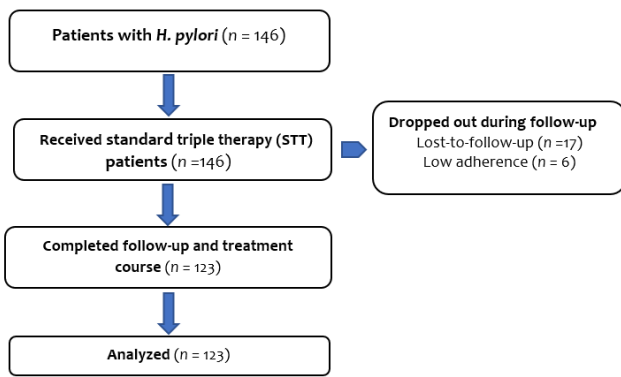 Patients with H. pylori (n = 146)
Received standard triple therapy (STT)
patients (n =146)
Dropped out during follow-up
Lost-to-follow-up (n =17)
Low adherence (n = 6)
Completed follow-up and treatment
course (n = 123)
Analyzed (n = 123)